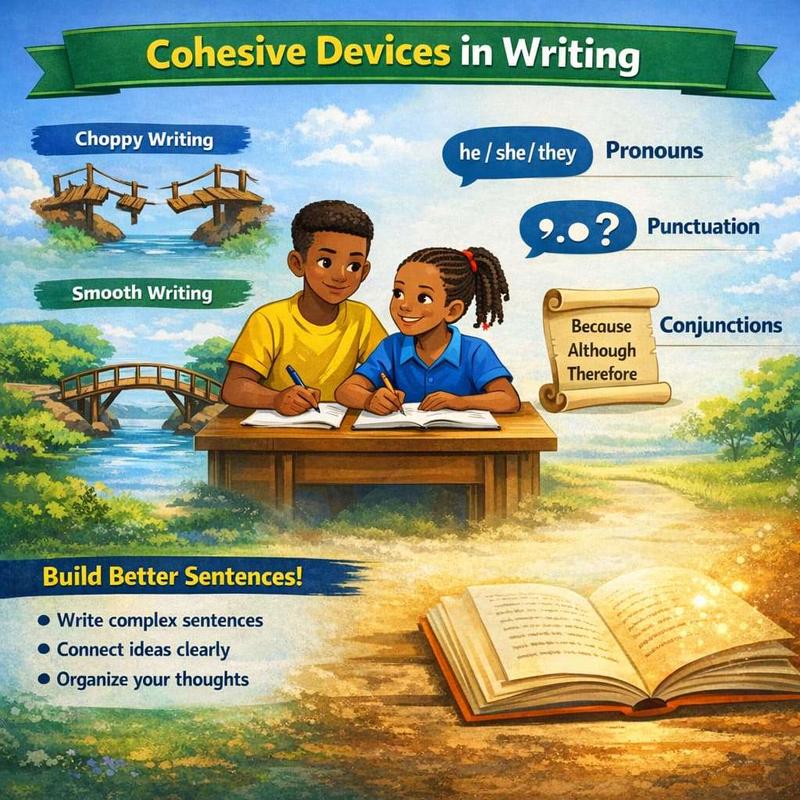 Cohesive Devices in Writing
Choppy Writing
Smooth Writing
he / she / they
Pronouns
,.●?
Punctuation
Because
Although
Therefore
Conjunctions
Build Better Sentences!
● Write complex sentences
● Connect ideas clearly
● Organize your thoughts